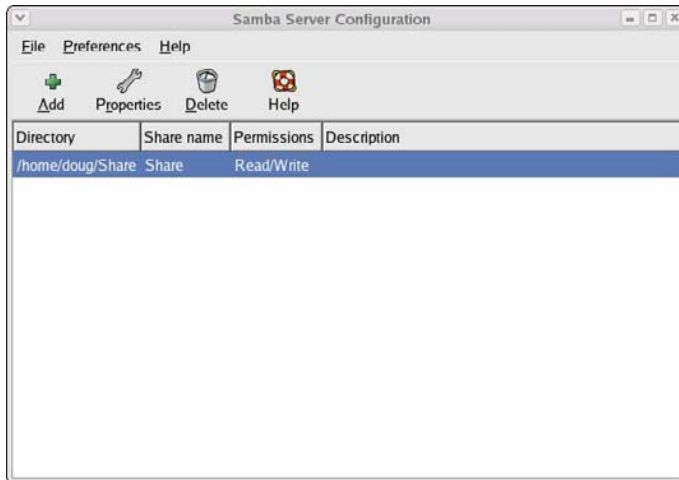 Samba Server Configuration
File Preferences Help
Add Properties Delete Help
Directory Share name Permissions Description
/home/doug/Share Share Read/Write